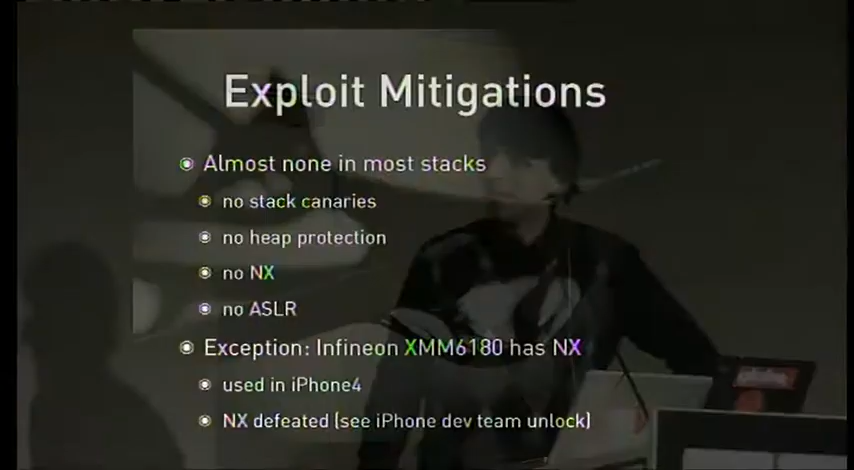 Exploit Mitigations
Almost none in most stacks
no stack canaries
no heap protection
no NX
no ASLR
Exception: Infineon XMM6180 has NX
used in iPhone4
NX defeated (see iPhone dev team unlock)